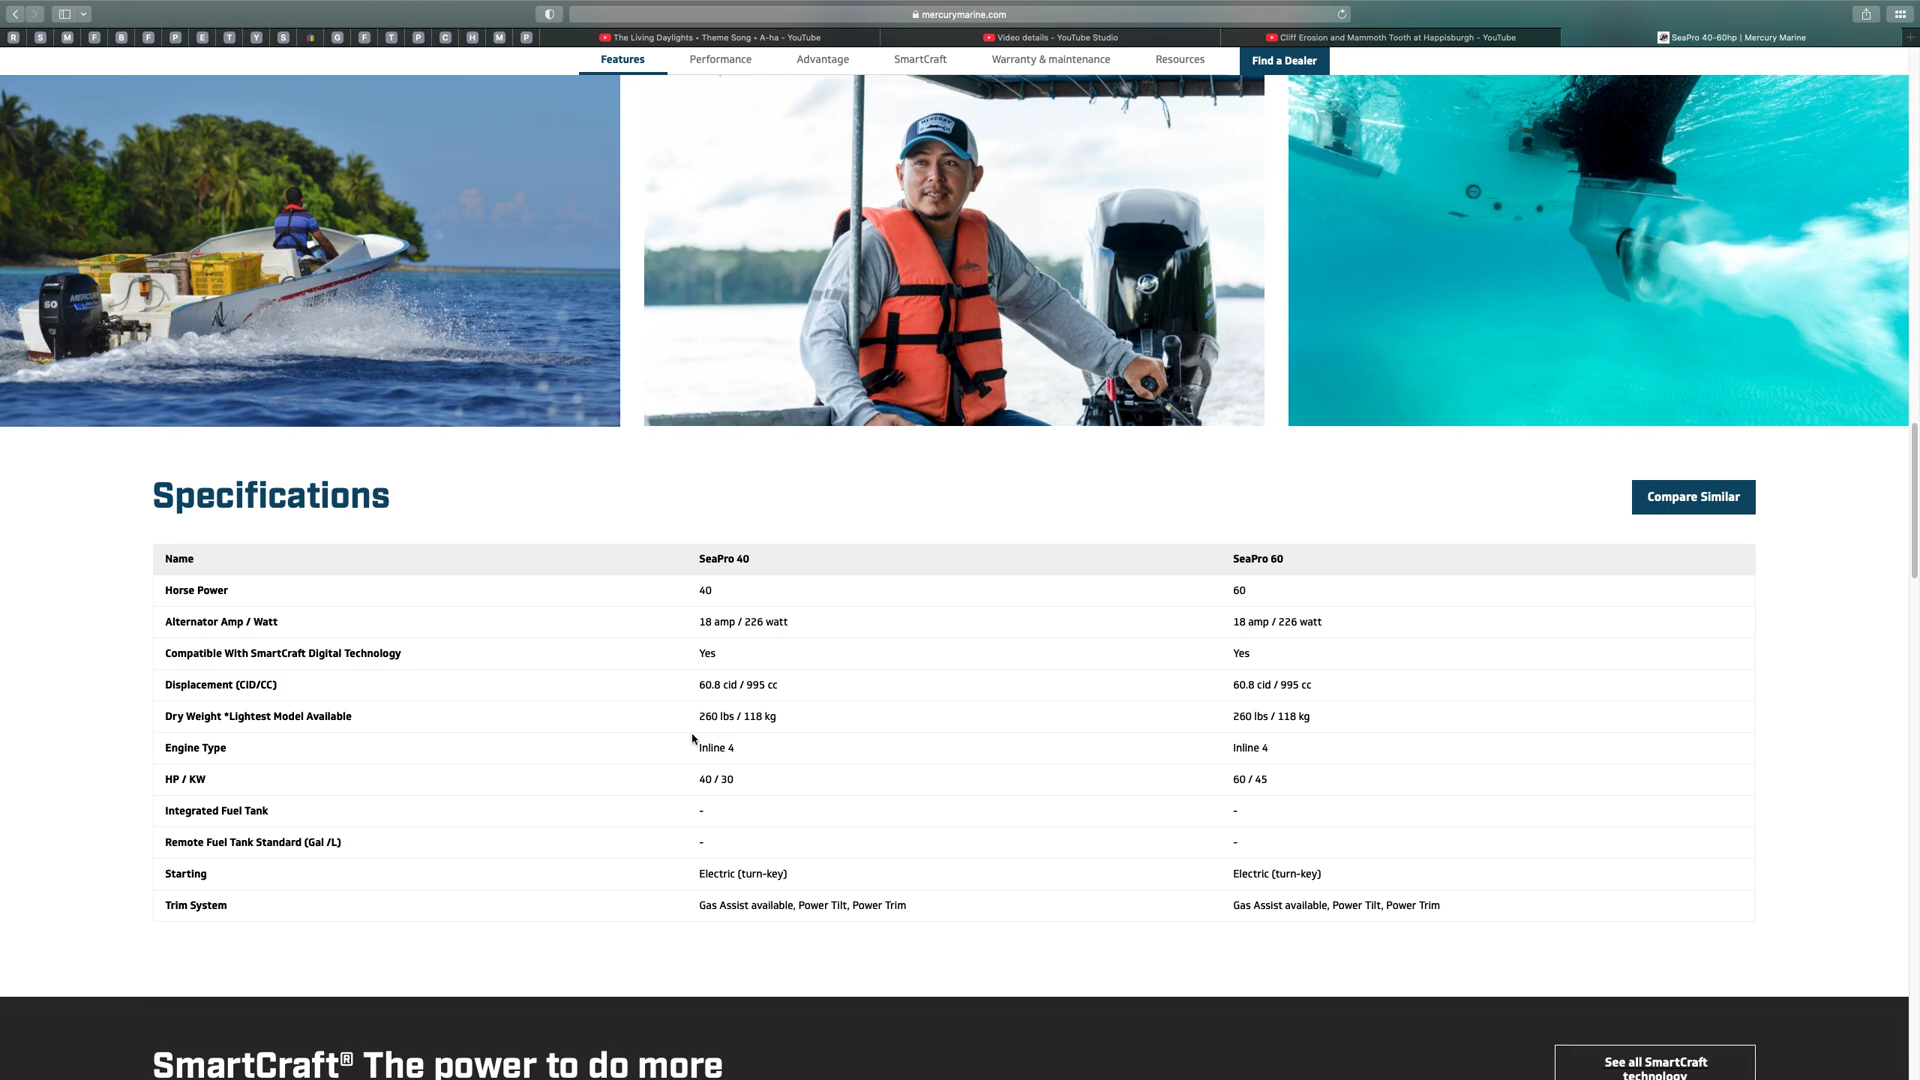 mercurymarine.com
R S M F B F P E T Y S G F T P C H M P
The Living Daylights • Theme Song • A-ha - YouTube
Video details - YouTube Studio
Cliff Erosion and Mammoth Tooth at Happisburgh - YouTube
SeaPro 40-60hp | Mercury Marine
Features Performance Advantage SmartCraft Warranty & maintenance Resources Find a Dealer
MERCURY
60 MERCURY
Specifications
Compare Similar
Name SeaPro 40 SeaPro 60
Horse Power 40 60
Alternator Amp / Watt 18 amp / 226 watt 18 amp / 226 watt
Compatible With SmartCraft Digital Technology Yes Yes
Displacement (CID/CC) 60.8 cid / 995 cc 60.8 cid / 995 cc
Dry Weight *Lightest Model Available 260 lbs / 118 kg 260 lbs / 118 kg
Engine Type Inline 4 Inline 4
HP / KW 40 / 30 60 / 45
Integrated Fuel Tank - -
Remote Fuel Tank Standard (Gal /L) - -
Starting Electric (turn-key) Electric (turn-key)
Trim System Gas Assist available, Power Tilt, Power Trim Gas Assist available, Power Tilt, Power Trim
SmartCraft® The power to do more
See all SmartCraft
technology